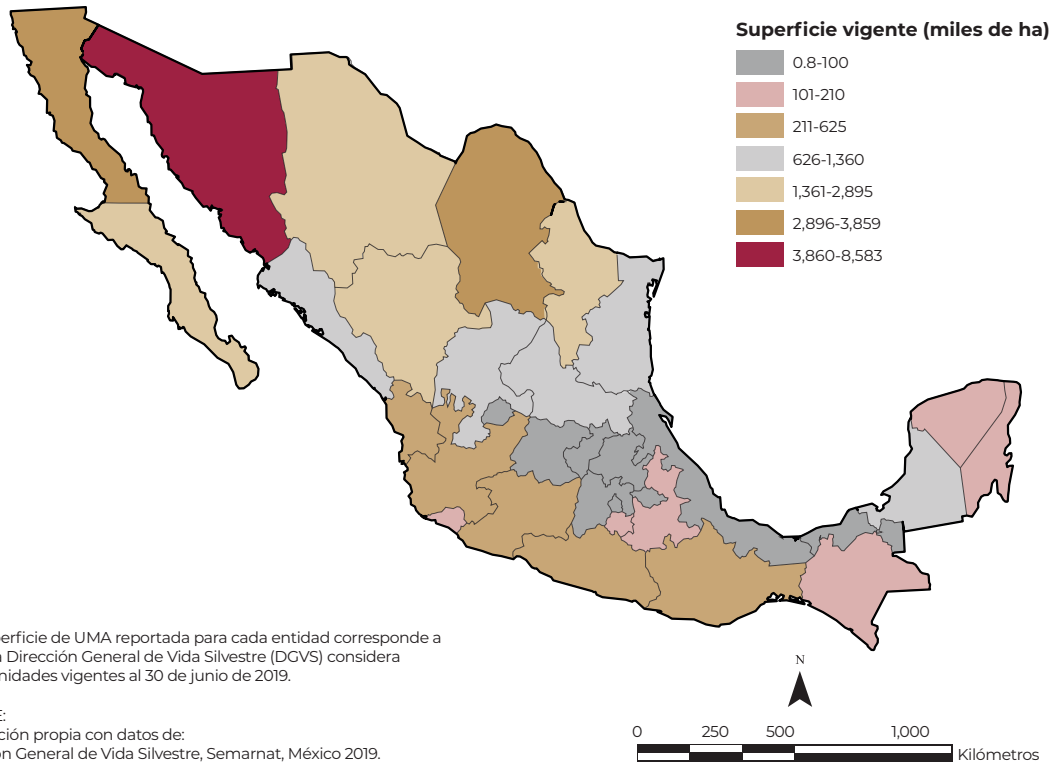 Superficie vigente (miles de ha)
0.8-100
101-210
211-625
626-1,360
1,361-2,895
2,896-3,859
3,860-8,583
perficie de UMA reportada para cada entidad corresponde a
Dirección General de Vida Silvestre (DGVS) considera
nidades vigentes al 30 de junio de 2019.
E:
ción propia con datos de:
n General de Vida Silvestre, Semarnat, México 2019.
N
0 250 500 1,000
Kilómetros